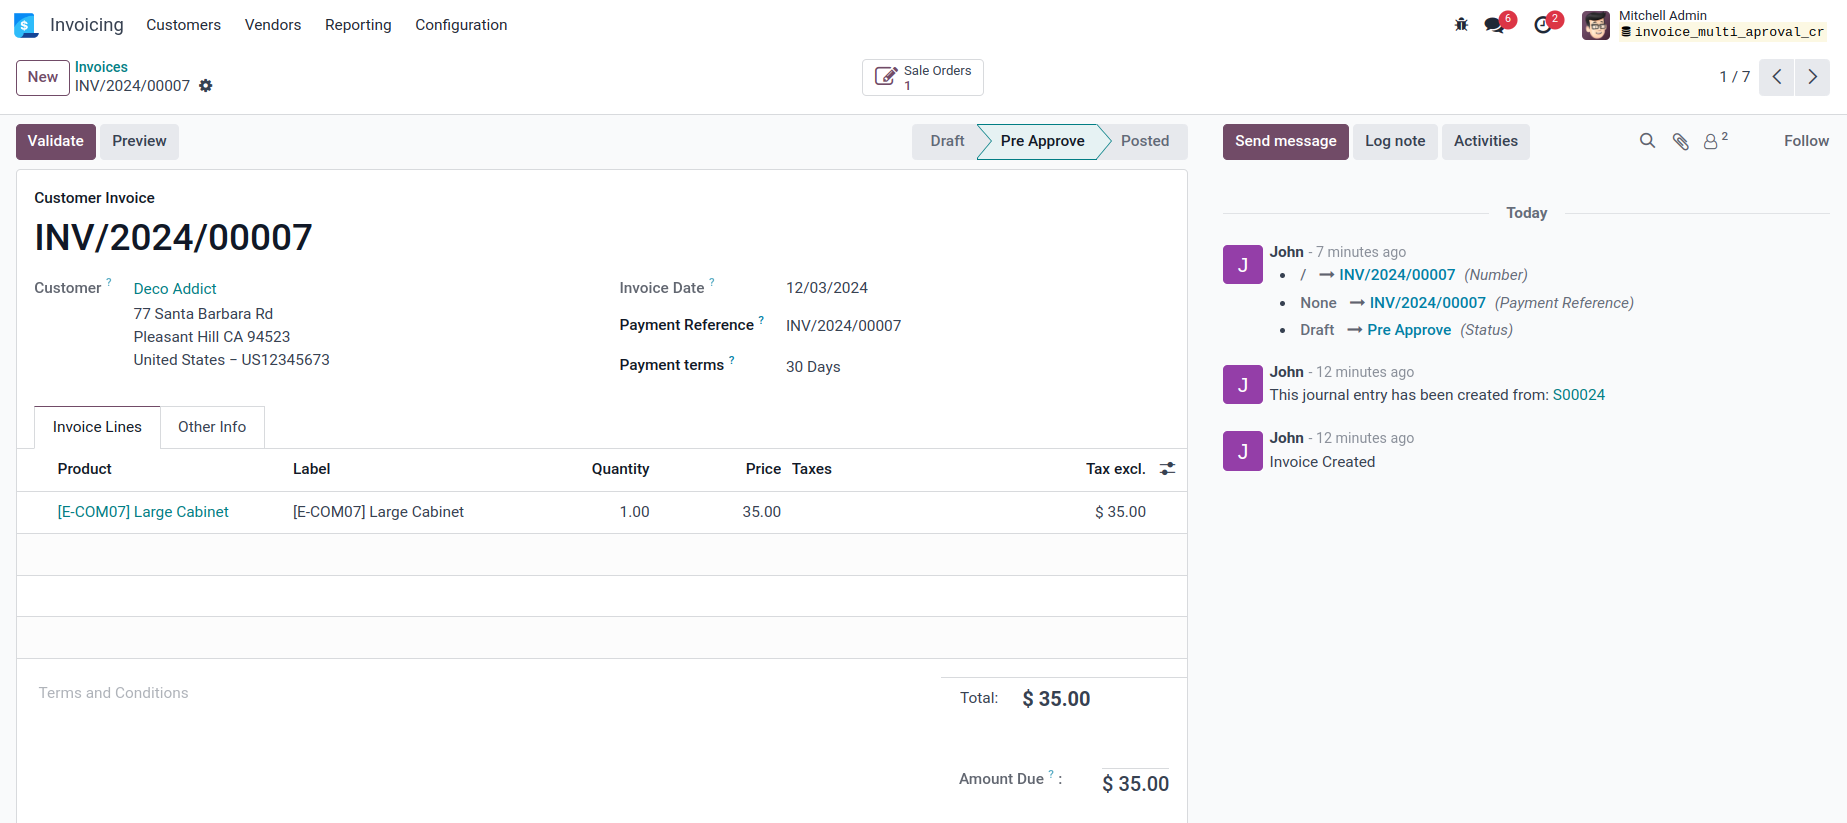 Invoicing Customers Vendors Reporting Configuration 6 2 Mitchell Admin
invoice_multi_aproval_cr
New Invoices
INV/2024/00007
Sale Orders
1
1 / 7
Validate Preview Draft Pre Approve Posted Send message Log note Activities 2 Follow
Customer Invoice
INV/2024/00007
Customer ? Deco Addict
77 Santa Barbara Rd
Pleasant Hill CA 94523
United States – US12345673
Invoice Date ? 12/03/2024
Payment Reference ? INV/2024/00007
Payment terms ? 30 Days
Invoice Lines Other Info
Product Label Quantity Price Taxes Tax excl.
[E-COM07] Large Cabinet [E-COM07] Large Cabinet 1.00 35.00 $ 35.00
Terms and Conditions
Total: $ 35.00
Amount Due ? : $ 35.00
Today
J
John - 7 minutes ago
• / → INV/2024/00007 (Number)
• None → INV/2024/00007 (Payment Reference)
• Draft → Pre Approve (Status)
J
John - 12 minutes ago
This journal entry has been created from: S00024
J
John - 12 minutes ago
Invoice Created